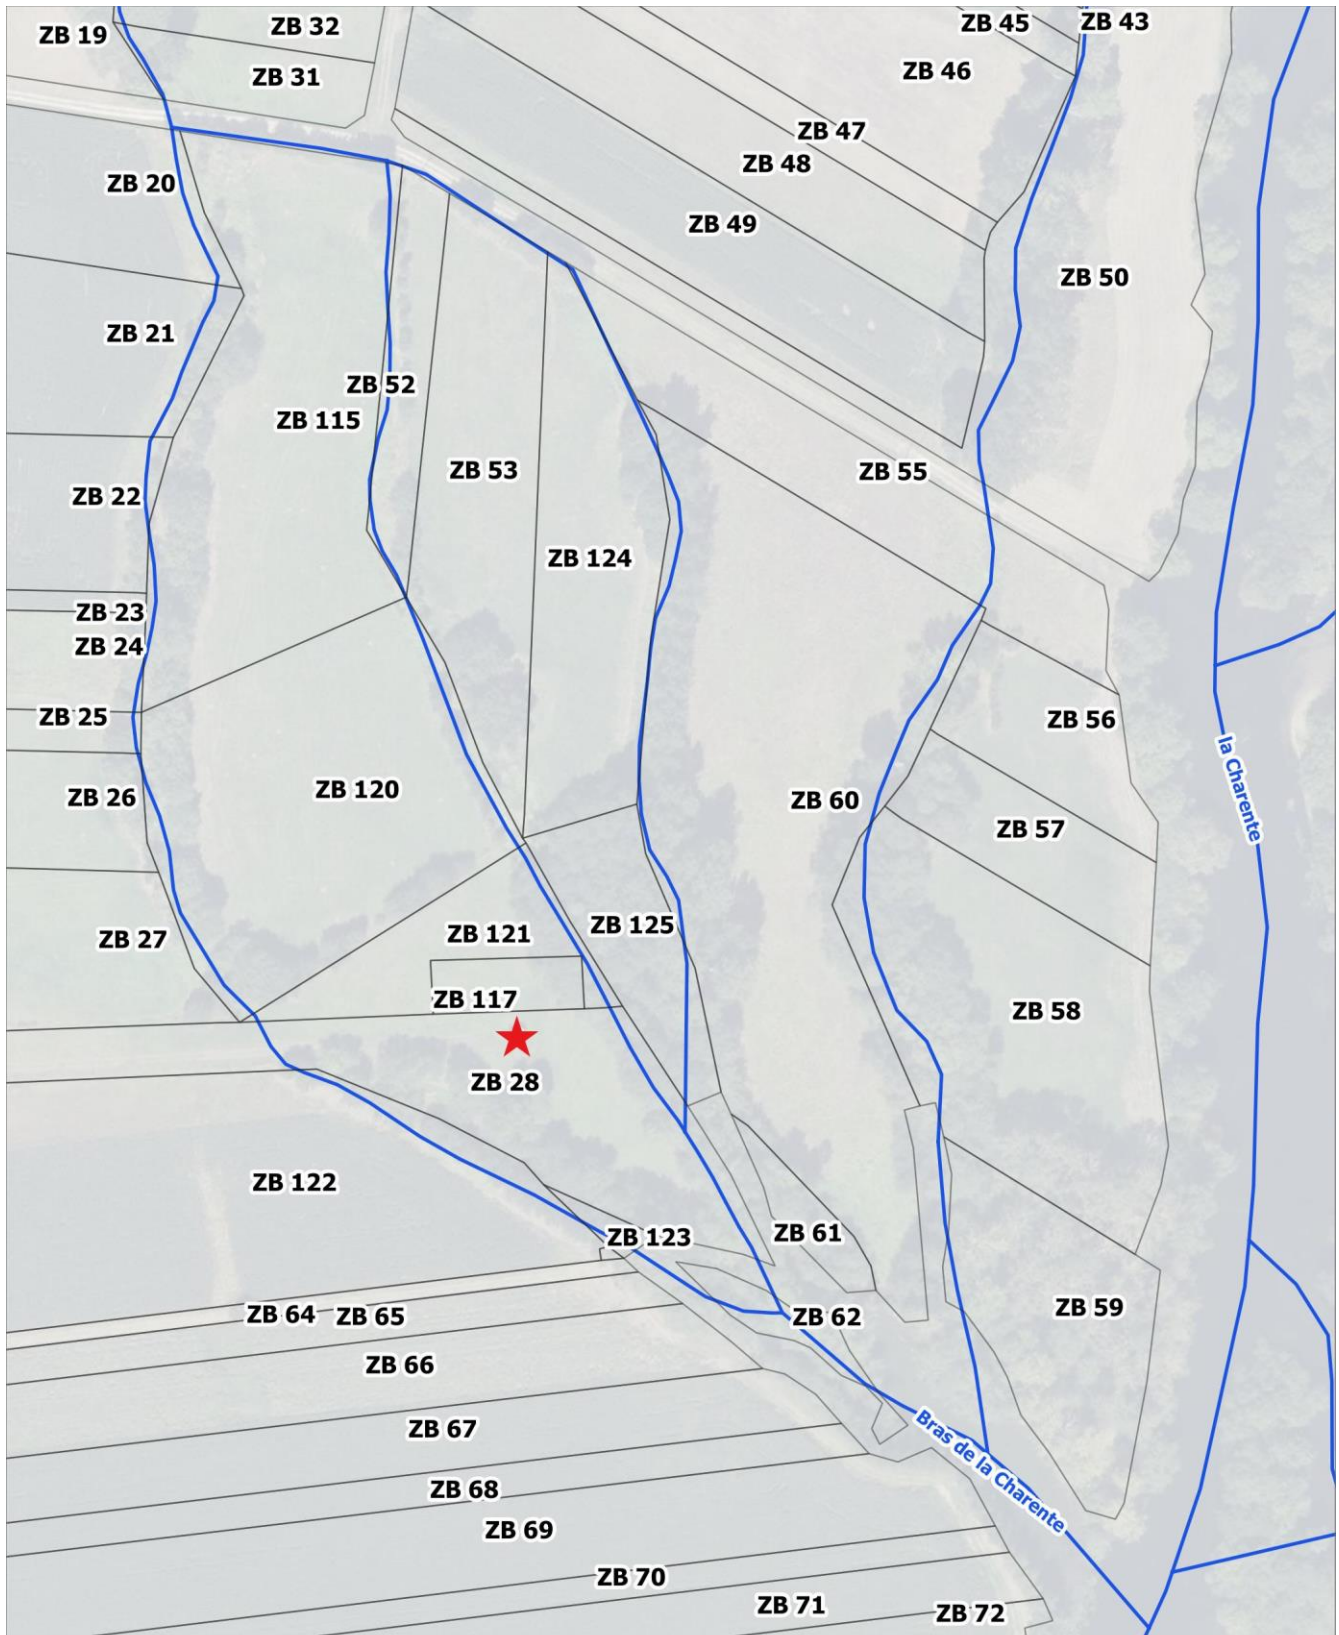 ZB 19
ZB 32
ZB 45
ZB 43
ZB 31
ZB 46
ZB 47
ZB 48
ZB 20
ZB 49
ZB 50
ZB 21
ZB 52
ZB 115
ZB 53
ZB 55
ZB 22
ZB 124
ZB 23
ZB 24
ZB 25
ZB 56
ZB 26
ZB 120
ZB 60
la Charente
ZB 57
ZB 27
ZB 121
ZB 125
ZB 117
ZB 58
ZB 28
ZB 122
ZB 123
ZB 61
ZB 64
ZB 65
ZB 62
ZB 59
ZB 66
ZB 67
Bras de la Charente
ZB 68
ZB 69
ZB 70
ZB 71
ZB 72